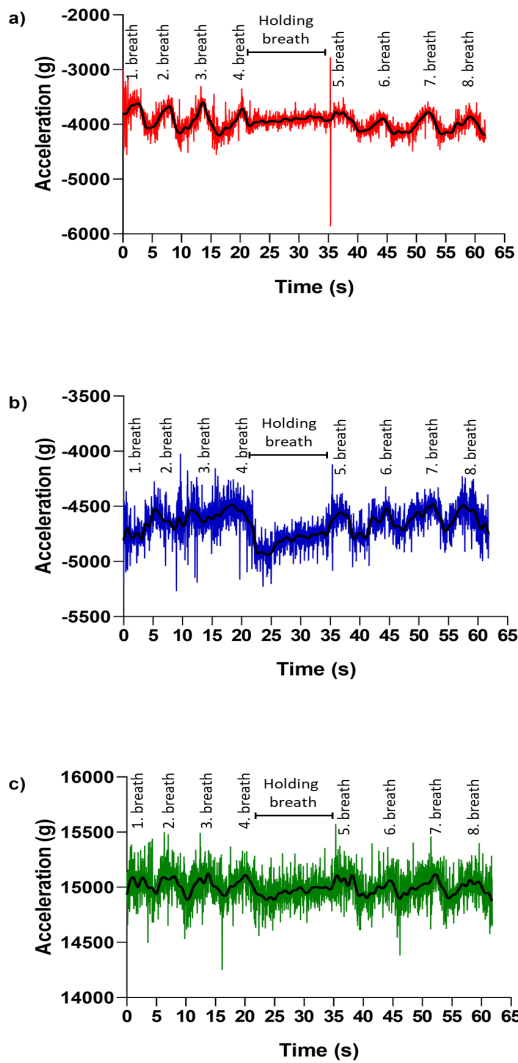 a)
Acceleration (g)
-2000
-3000
-4000
-5000
-6000
1. breath
2. breath
3. breath
4. breath
Holding
breath
5. breath
6. breath
7. breath
8. breath
0 5 10 15 20 25 30 35 40 45 50 55 60 65
Time (s)
b)
Acceleration (g)
-3500
-4000
-4500
-5000
-5500
1. breath
2. breath
3. breath
4. breath
Holding
breath
5. breath
6. breath
7. breath
8. breath
0 5 10 15 20 25 30 35 40 45 50 55 60 65
Time (s)
c)
Acceleration (g)
16000
15500
15000
14500
14000
1. breath
2. breath
3. breath
4. breath
Holding
breath
5. breath
6. breath
7. breath
8. breath
0 5 10 15 20 25 30 35 40 45 50 55 60 65
Time (s)